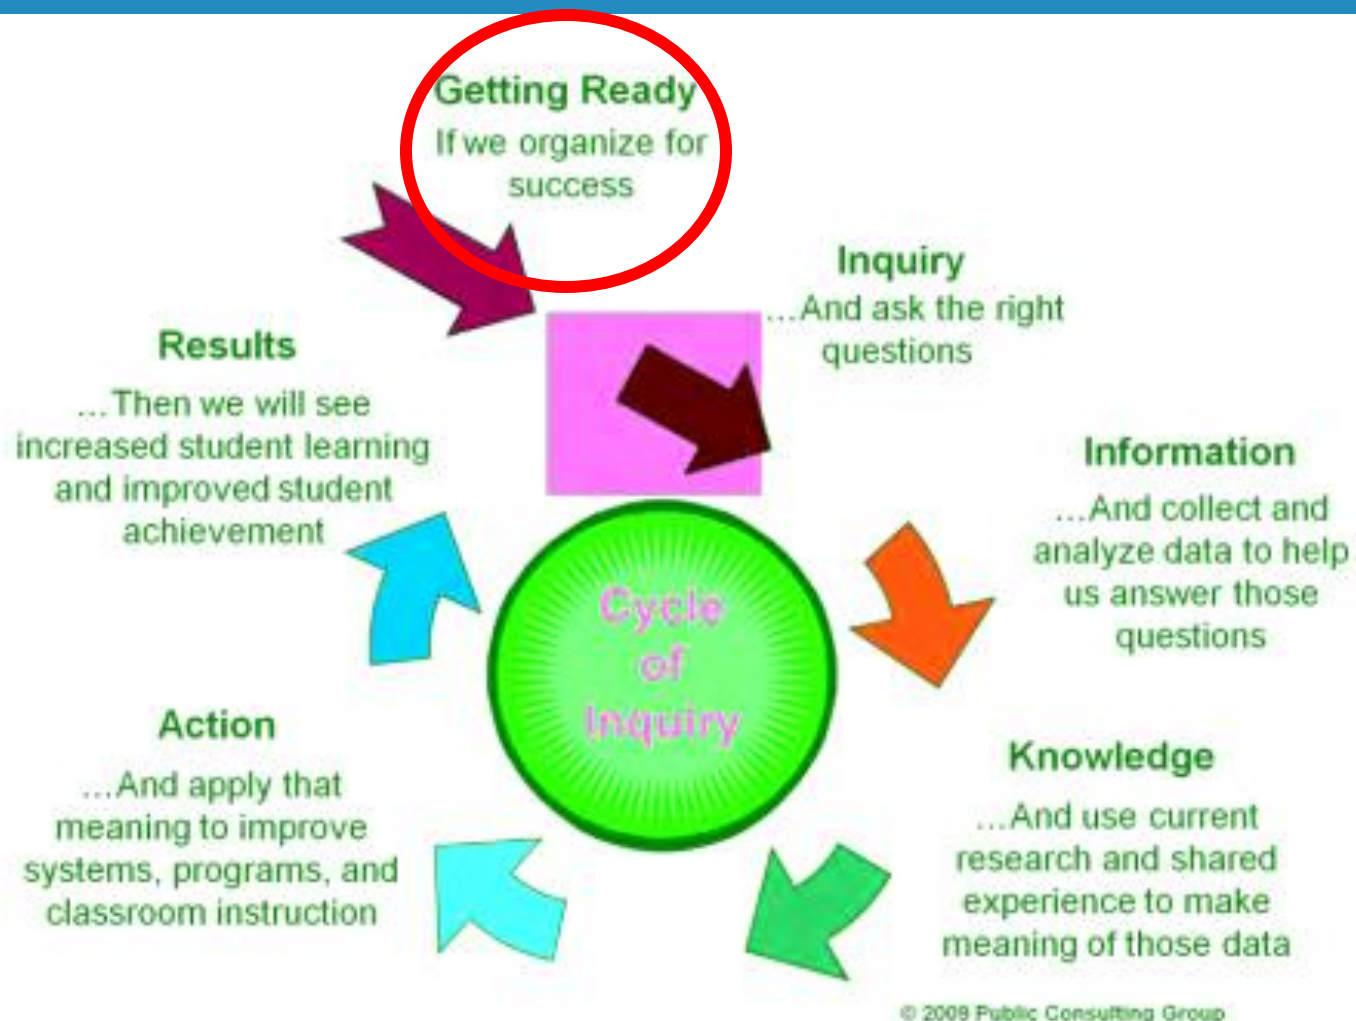 Getting Ready
If we organize for
success
Inquiry
...And ask the right
questions
Information
...And collect and
analyze data to help
us answer those
questions
Knowledge
...And use current
research and shared
experience to make
meaning of those data
Action
...And apply that
meaning to improve
systems, programs, and
classroom instruction
Results
...Then we will see
increased student learning
and improved student
achievement
Cycle
of
Inquiry
© 2009 Public Consulting Group